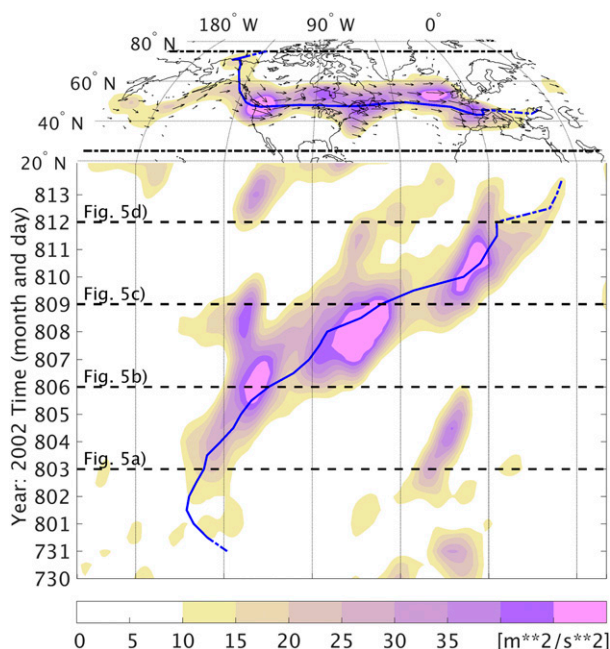 180° W 90° W 0°
80° N
60° N
40° N
20° N
813
Fig. 5d)
812
811
810
Fig. 5c)
809
808
807
Fig. 5b)
806
805
804
Fig. 5a)
803
802
801
731
730
Year: 2002 Time (month and day)
0 5 10 15 20 30 35 [m**2/s**2]